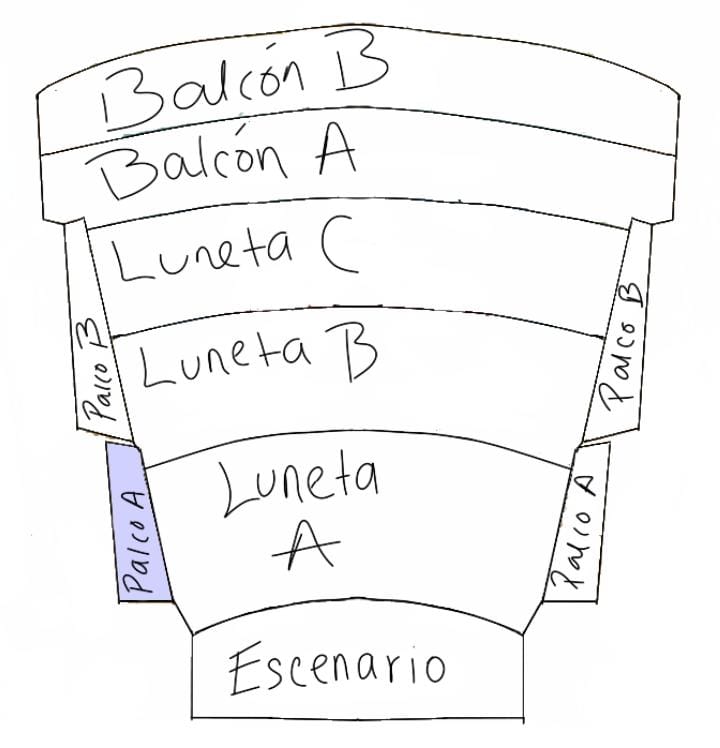 Balcón B
Balcón A
Luneta C
Palco B
Palco B
Luneta B
Luneta
A
Palco A
Palco A
Escenario